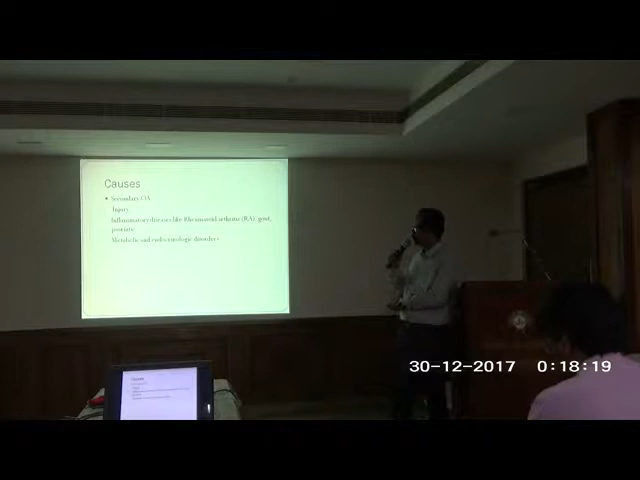 Causes
• Secondary OA
Injury
Inflammatory diseases like Rheumatoid arthritis (RA), gout,
Metabolic and endocrinologic disorders
30-12-2017 0:18:19
Causes